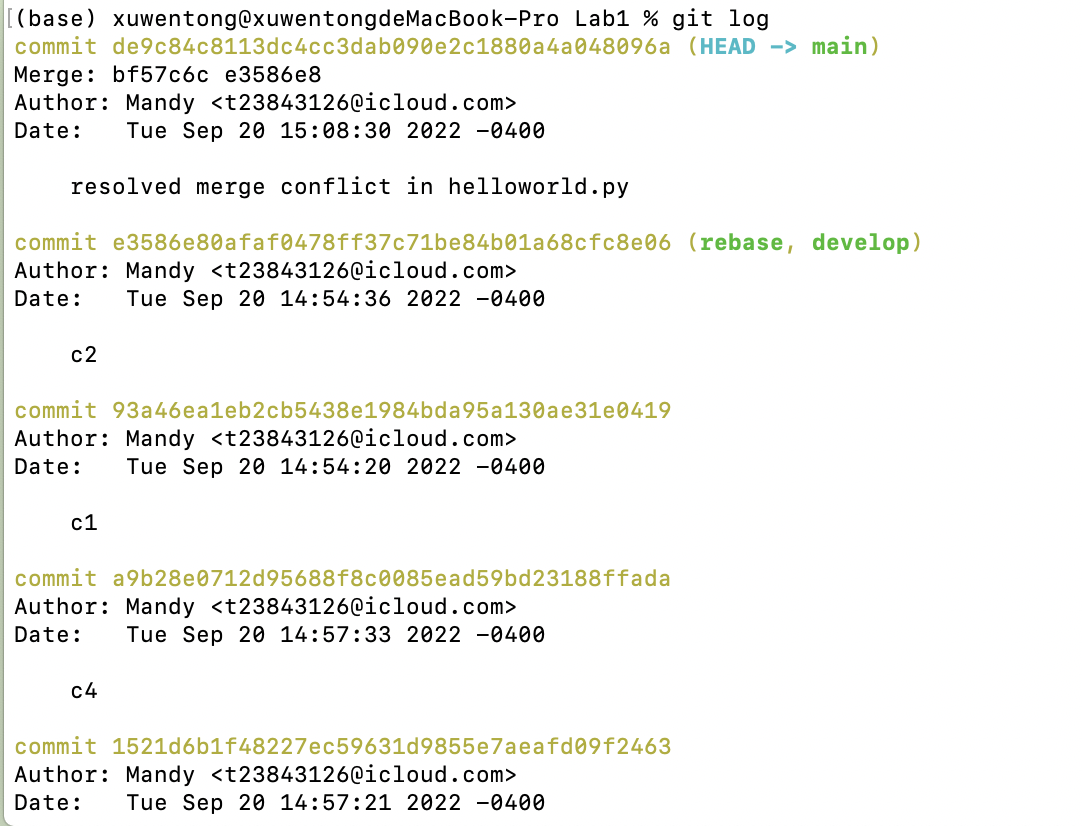 [(base) xuwentong@xuwentongdeMacBook-Pro Lab1 % git log
commit de9c84c8113dc4cc3dab090e2c1880a4a048096a (HEAD -> main)
Merge: bf57c6c e3586e8
Author: Mandy <t23843126@icloud.com>
Date:   Tue Sep 20 15:08:30 2022 -0400
    resolved merge conflict in helloworld.py
commit e3586e80afaf0478ff37c71be84b01a68cfc8e06 (rebase, develop)
Author: Mandy <t23843126@icloud.com>
Date:   Tue Sep 20 14:54:36 2022 -0400
    c2
commit 93a46ea1eb2cb5438e1984bda95a130ae31e0419
Author: Mandy <t23843126@icloud.com>
Date:   Tue Sep 20 14:54:20 2022 -0400
    c1
commit a9b28e0712d95688f8c0085ead59bd23188ffada
Author: Mandy <t23843126@icloud.com>
Date:   Tue Sep 20 14:57:33 2022 -0400
    c4
commit 1521d6b1f48227ec59631d9855e7aeafd09f2463
Author: Mandy <t23843126@icloud.com>
Date:   Tue Sep 20 14:57:21 2022 -0400